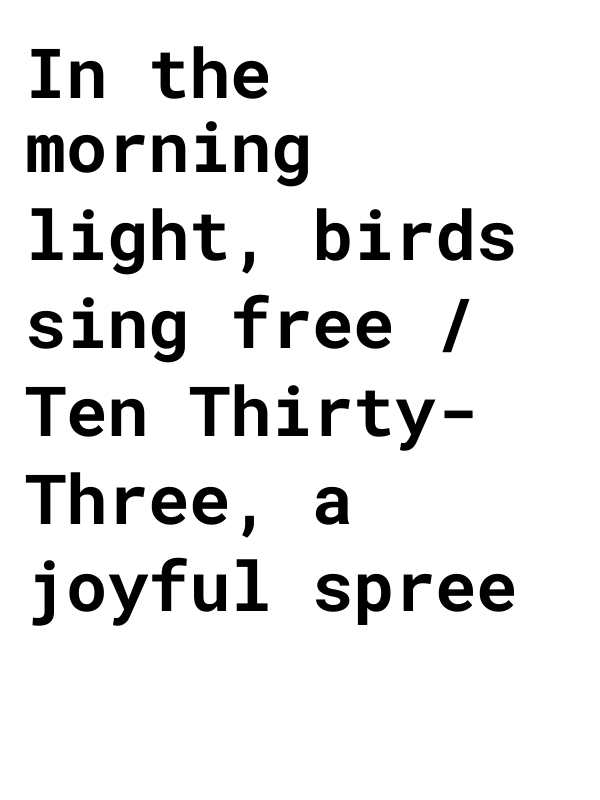 In the
morning
light, birds
sing free /
Ten Thirty-
Three, a
joyful spree